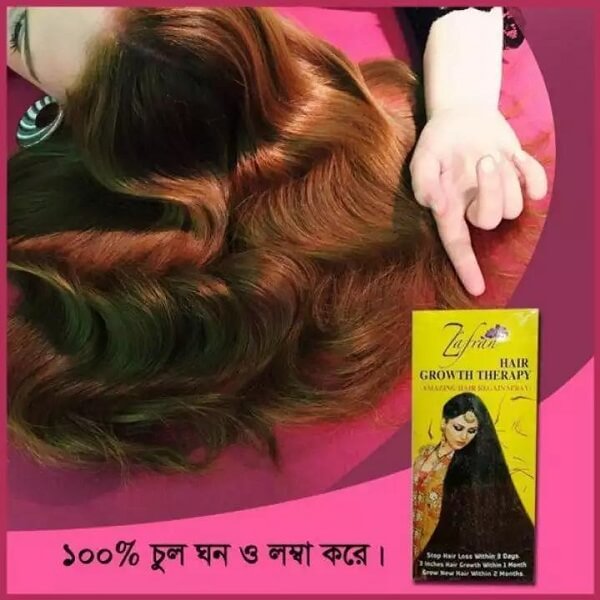 Zafran
HAIR
GROWTH THERAPY
(AMAZING HAIR REGAIN SPRAY)
Stop Hair Loss Within 3 Days
3 Inches Hair Growth Within 1 Month
Grow New Hair Within 2 Months
১০০% চুল ঘন ও লম্বা করে।